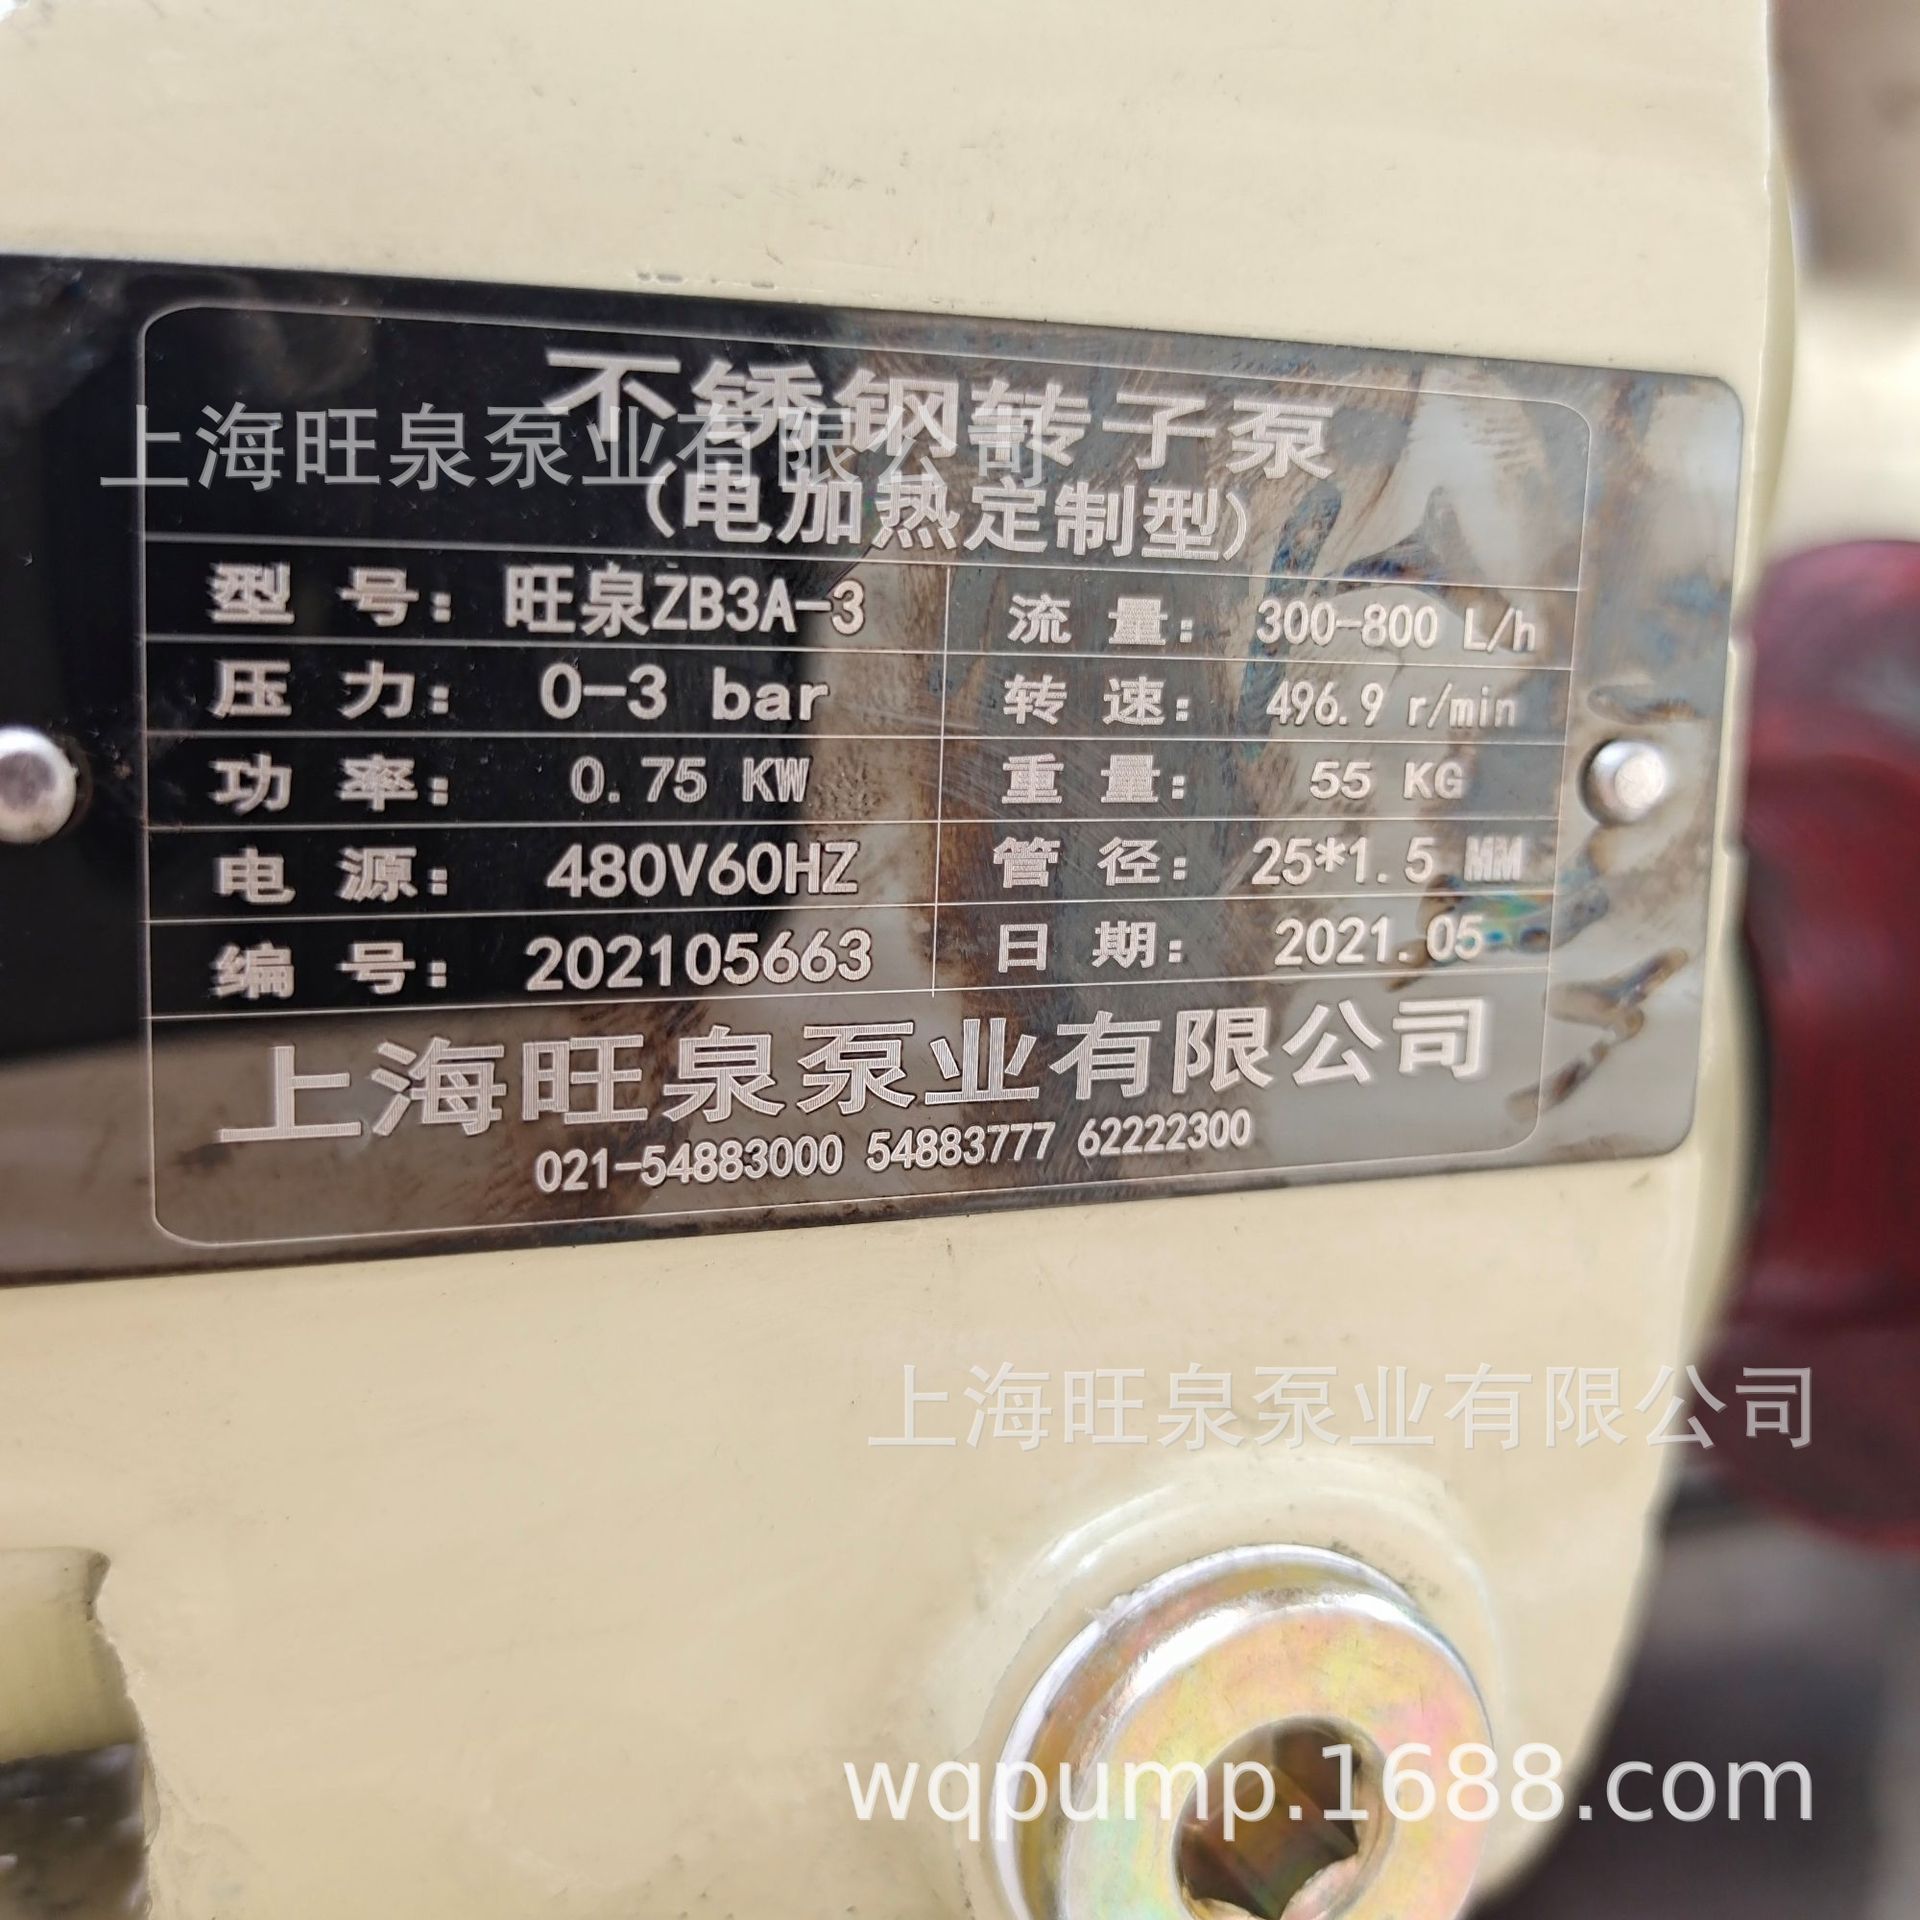 不锈钢转子泵
上海旺泉泵业有限公司
(电加热定制型)
型 号: 旺泉ZB3A-3 流 量: 300-800 L/h
压 力: 0-3 bar 转 速: 496.9 r/min
功 率: 0.75 KW 重 量: 55 KG
电 源: 480V60HZ 管 径: 25*1.5 MM
编 号: 202105663 日 期: 2021.05
上海旺泉泵业有限公司
021-54883000 54883777 62222300
上海旺泉泵业有限公司
wqpump.1688.com